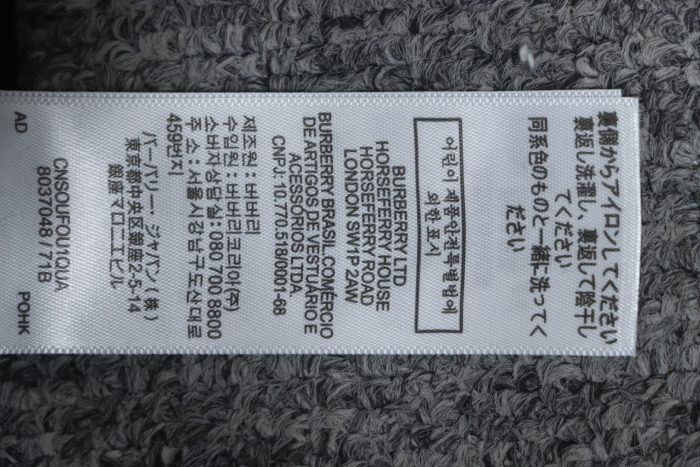 裏側からアイロンしてください
裏返し洗濯し、裏返して陰干し
てください
同系色のものと一緒に洗ってく
ださい
어린이제품안전특별법에
의한표시
BURBERRY LTD
HORSEFERRY HOUSE
HORSEFERRY ROAD
LONDON SW1P 2AW
BURBERRY BRASIL COMÉRCIO
DE ARTIGOS DE VESTUÁRIO E
ACESSÓRIOS LTDA.
CNPJ: 10.770.518/0001-68
제조원 : 버버리
수입원 : 버버리코리아(주)
소비자상담실: 080 700 8800
주 소 : 서울시강남구도산대로
459번지
バーバリー・ジャパン(株)
東京都中央区銀座2-5-14
銀座マロニエビル
CNSOUFOU1QUA
8037048 / 71B
AD POHK